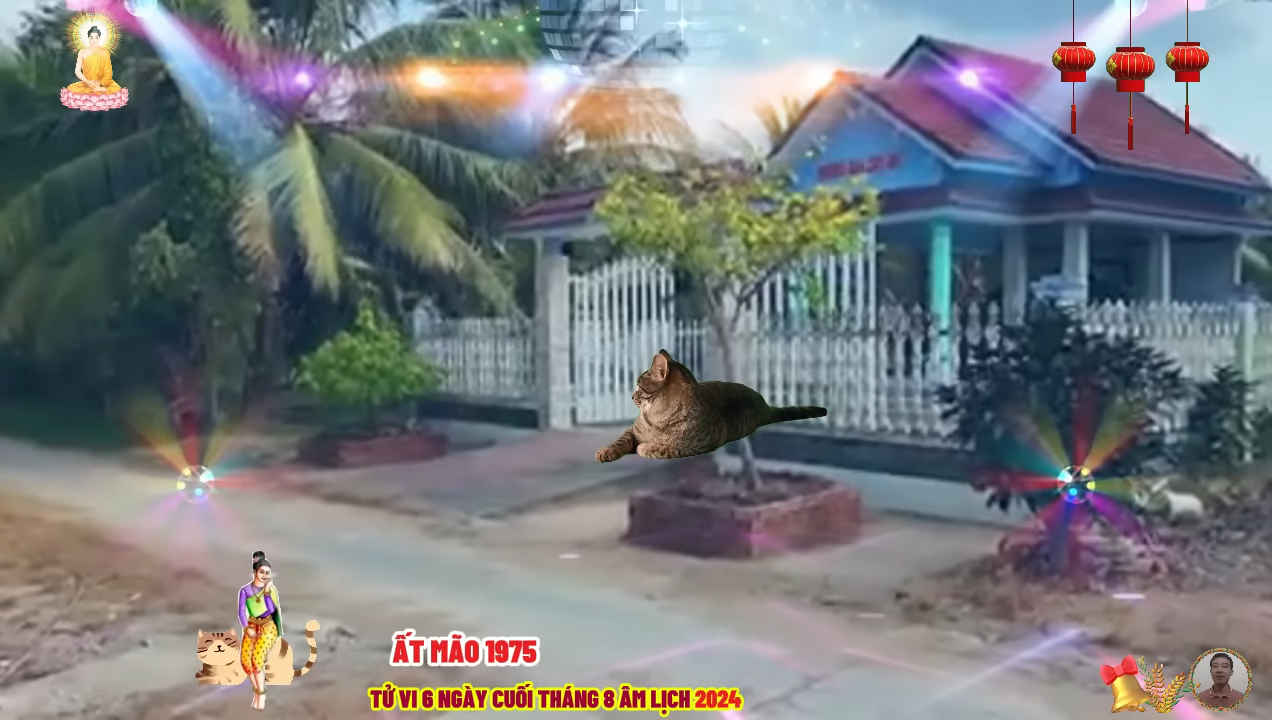 ẤT MÃO 1975
TỬ VI 6 NGÀY CUỐI THÁNG 8 ÂM LỊCH 2024